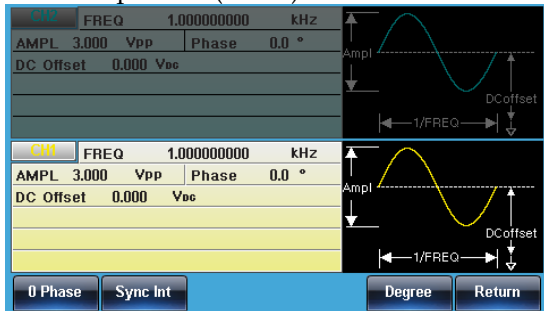 CH2 FREQ 1.000000000 kHz
AMPL 3.000 Vpp Phase 0.0 °
DC Offset 0.000 VDC
Ampl
DCoffset
1/FREQ
CH1 FREQ 1.000000000 kHz
AMPL 3.000 Vpp Phase 0.0 °
DC Offset 0.000 VDC
Ampl
DCoffset
1/FREQ
0 Phase Sync Int Degree Return